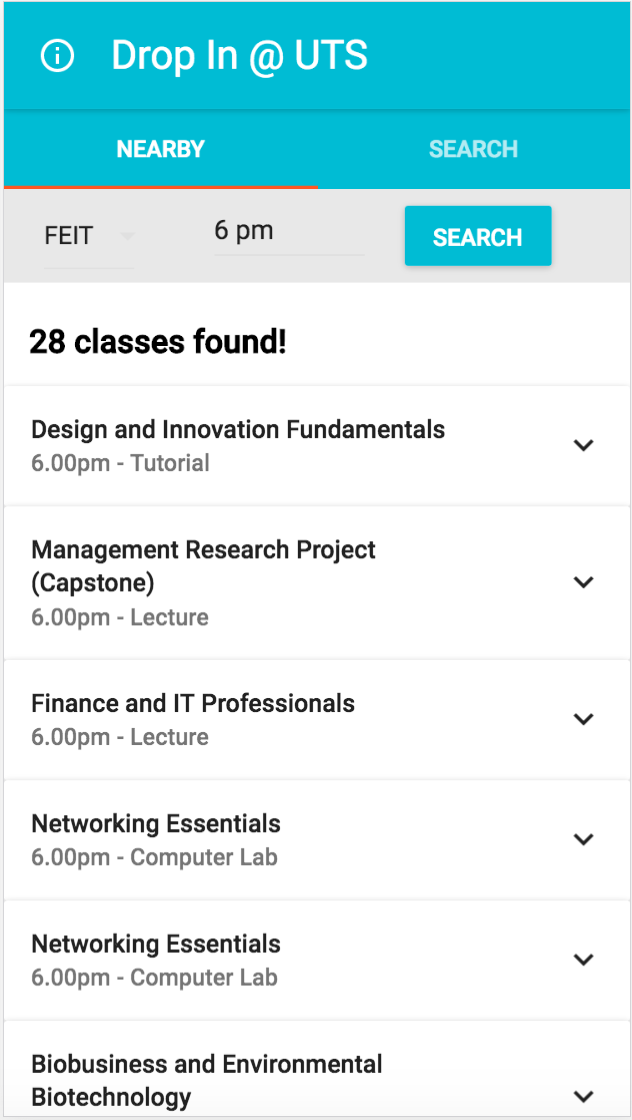 Drop In @ UTS
NEARBY
SEARCH
FEIT
6 pm
SEARCH
28 classes found!
Design and Innovation Fundamentals
6.00pm - Tutorial
Management Research Project
(Capstone)
6.00pm - Lecture
Finance and IT Professionals
6.00pm - Lecture
Networking Essentials
6.00pm - Computer Lab
Networking Essentials
6.00pm - Computer Lab
Biobusiness and Environmental
Biotechnology